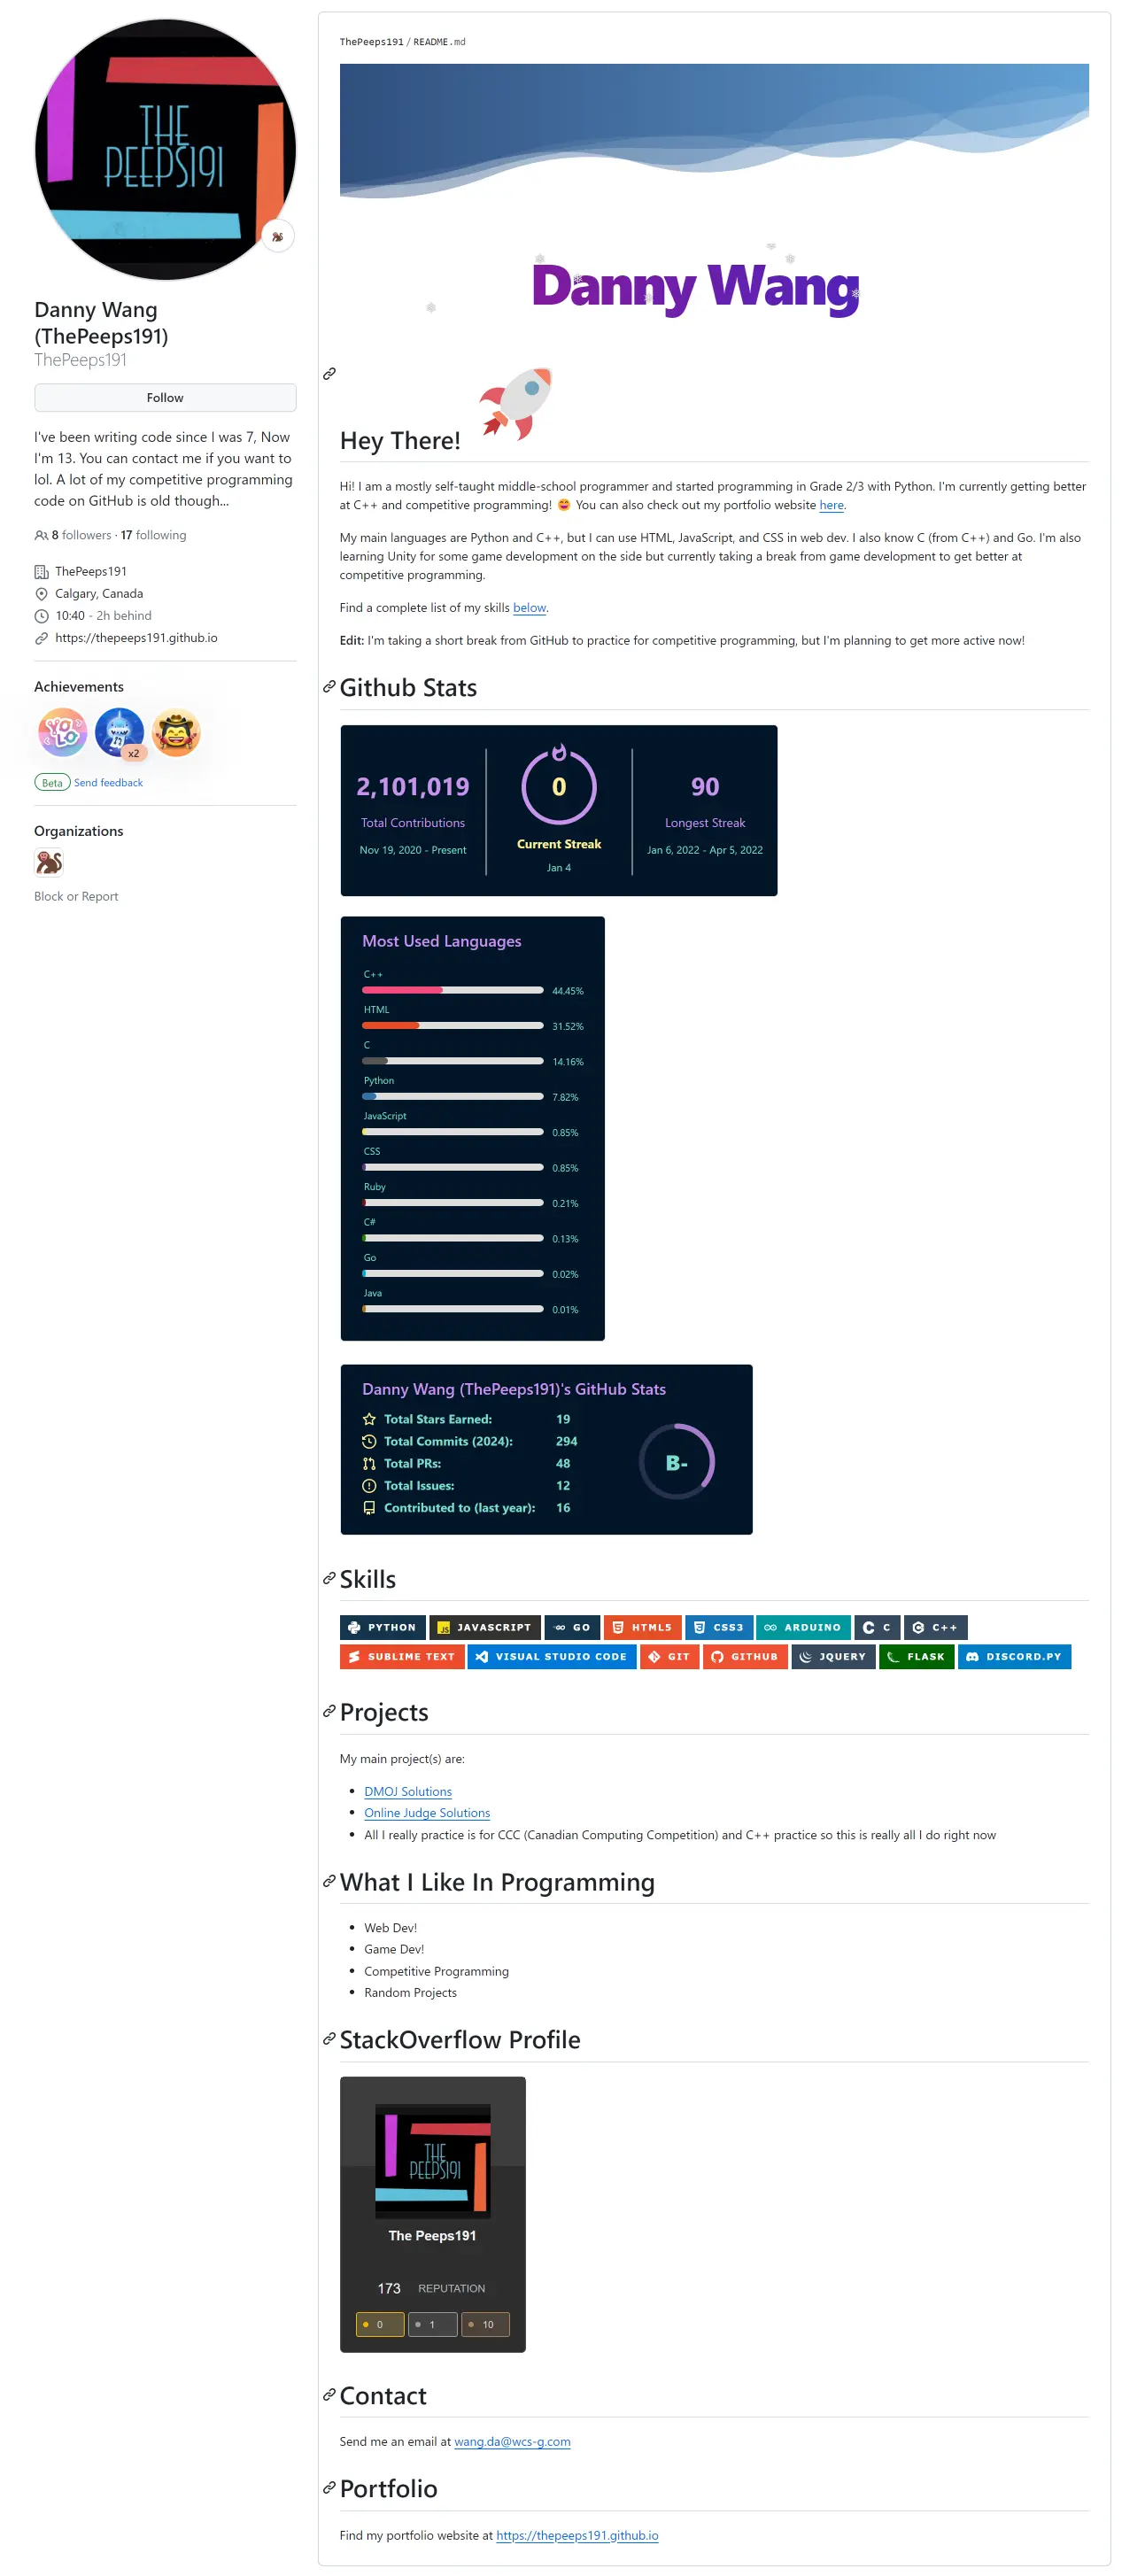 THE
PEEPS191
Danny Wang
(ThePeeps191)
ThePeeps191
Follow
I've been writing code since I was 7, Now
I'm 13. You can contact me if you want to
lol. A lot of my competitive programming
code on GitHub is old though...
8 followers · 17 following
ThePeeps191
Calgary, Canada
10:40 - 2h behind
https://thepeeps191.github.io
Achievements
YOLO
x2
Beta Send feedback
Organizations
Block or Report
ThePeeps191 / README.md
Danny Wang
Hey There!
Hi! I am a mostly self-taught middle-school programmer and started programming in Grade 2/3 with Python. I'm currently getting better
at C++ and competitive programming! 😄 You can also check out my portfolio website here.
My main languages are Python and C++, but I can use HTML, JavaScript, and CSS in web dev. I also know C (from C++) and Go. I'm also
learning Unity for some game development on the side but currently taking a break from game development to get better at
competitive programming.
Find a complete list of my skills below.
Edit: I'm taking a short break from GitHub to practice for competitive programming, but I'm planning to get more active now!
Github Stats
2,101,019
Total Contributions
Nov 19, 2020 - Present
0
Current Streak
Jan 4
90
Longest Streak
Jan 6, 2022 - Apr 5, 2022
Most Used Languages
C++
44.45%
HTML
31.52%
C
14.16%
Python
7.82%
JavaScript
0.85%
CSS
0.85%
Ruby
0.21%
C#
0.13%
Go
0.02%
Java
0.01%
Danny Wang (ThePeeps191)'s GitHub Stats
Total Stars Earned: 19
Total Commits (2024): 294
Total PRs: 48
Total Issues: 12
Contributed to (last year): 16
B-
Skills
PYTHON JS JAVASCRIPT GO HTML5 CSS3 ARDUINO C C++
SUBLIME TEXT VISUAL STUDIO CODE GIT GITHUB JQUERY FLASK DISCORD.PY
Projects
My main project(s) are:
• DMOJ Solutions
• Online Judge Solutions
• All I really practice is for CCC (Canadian Computing Competition) and C++ practice so this is really all I do right now
What I Like In Programming
• Web Dev!
• Game Dev!
• Competitive Programming
• Random Projects
StackOverflow Profile
THE
PEEPS191
The Peeps191
173 REPUTATION
0 1 10
Contact
Send me an email at wang.da@wcs-g.com
Portfolio
Find my portfolio website at https://thepeeps191.github.io